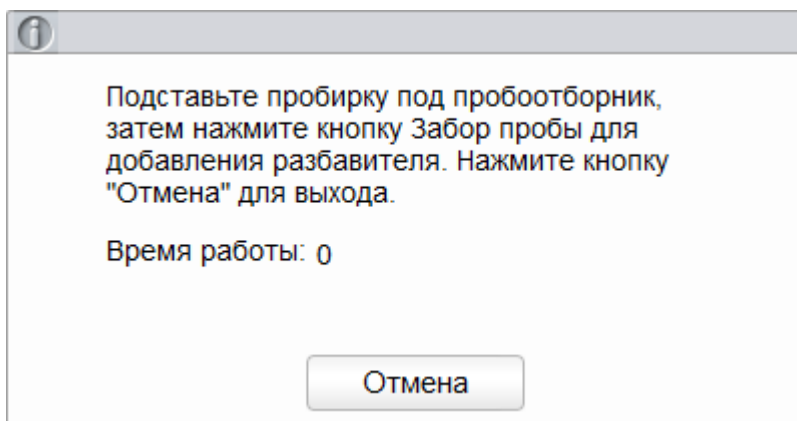 Подставьте пробирку под пробоотборник,
затем нажмите кнопку Забор пробы для
добавления разбавителя. Нажмите кнопку
"Отмена" для выхода.
Время работы: 0
Отмена